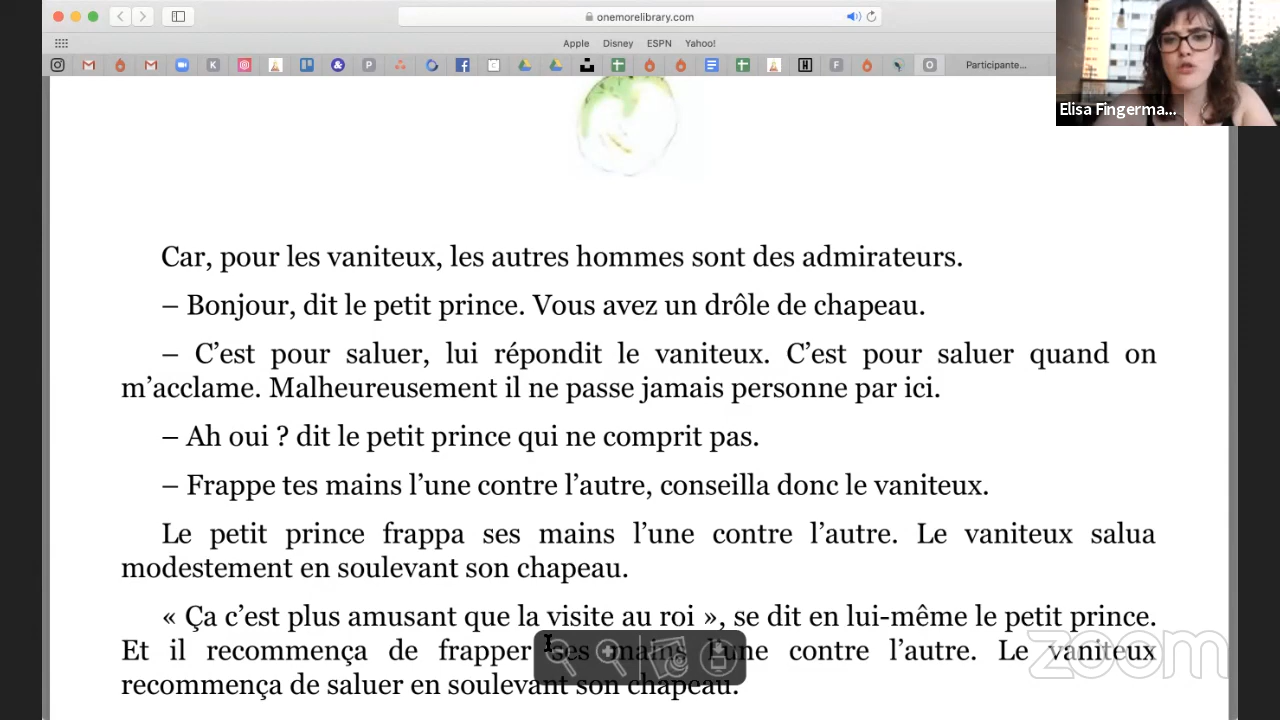 onemorelibrary.com
Apple Disney ESPN Yahoo!
K P C H F O Participante...
Elisa Fingerma...
Car, pour les vaniteux, les autres hommes sont des admirateurs.
– Bonjour, dit le petit prince. Vous avez un drôle de chapeau.
– C’est pour saluer, lui répondit le vaniteux. C’est pour saluer quand on
m’acclame. Malheureusement il ne passe jamais personne par ici.
– Ah oui ? dit le petit prince qui ne comprit pas.
– Frappe tes mains l’une contre l’autre, conseilla donc le vaniteux.
Le petit prince frappa ses mains l’une contre l’autre. Le vaniteux salua
modestement en soulevant son chapeau.
« Ça c’est plus amusant que la visite au roi », se dit en lui-même le petit prince.
Et il recommença de frapper ses mains l’une contre l’autre. Le vaniteux
recommença de saluer en soulevant son chapeau.
zoom